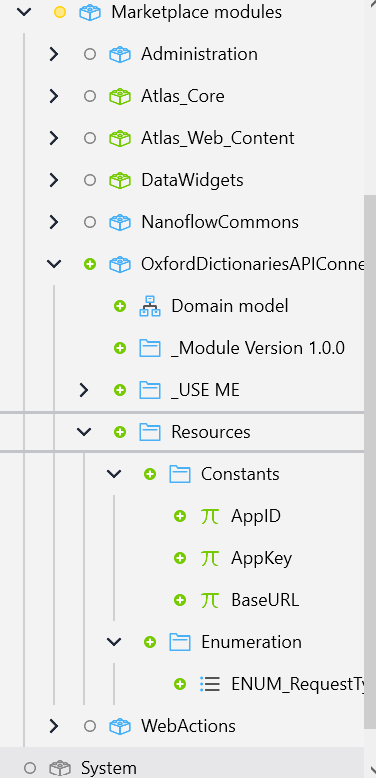 Marketplace modules
Administration
Atlas_Core
Atlas_Web_Content
DataWidgets
NanoflowCommons
OxfordDictionariesAPIConne
Domain model
_Module Version 1.0.0
_USE ME
Resources
Constants
AppID
AppKey
BaseURL
Enumeration
ENUM_RequestTy
WebActions
System